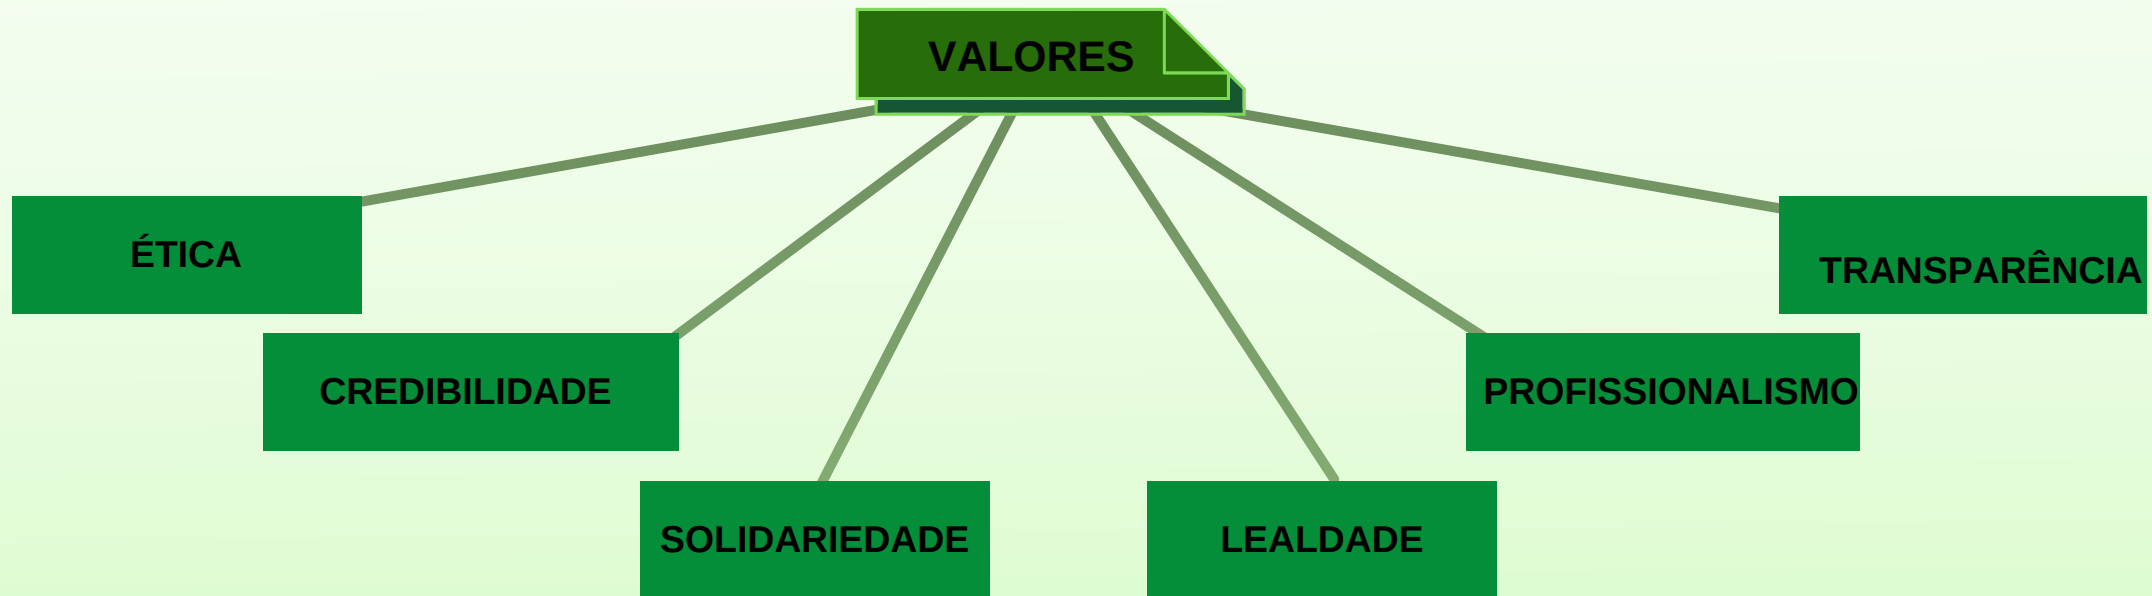 VALORES
ÉTICA
TRANSPARÊNCIA
CREDIBILIDADE
PROFISSIONALISMO
SOLIDARIEDADE
LEALDADE